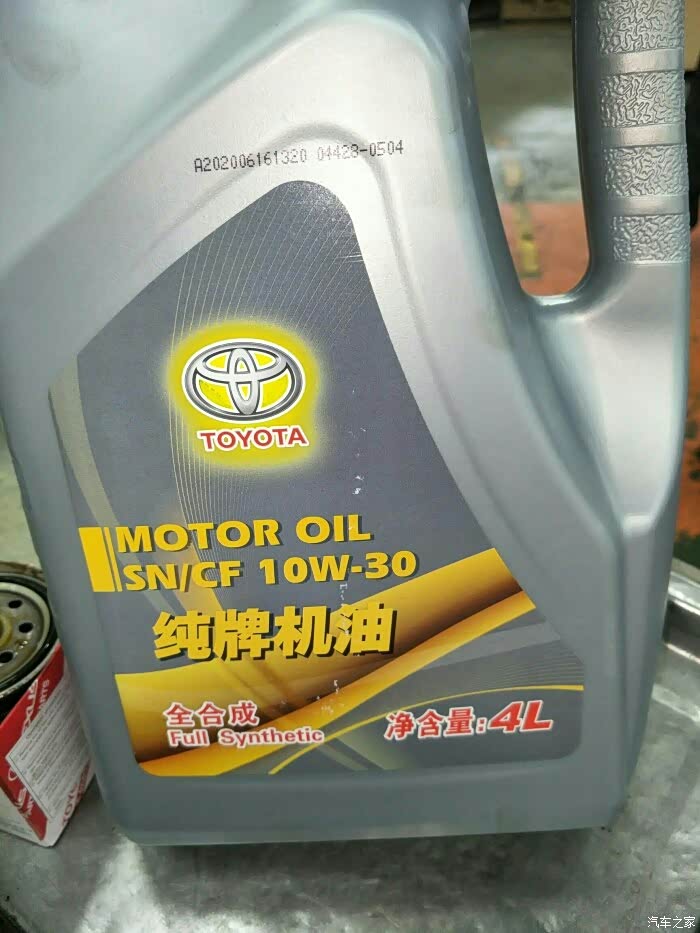 A202006161320 04428-0504
TOYOTA
MOTOR OIL
SN/CF 10W-30
纯牌机油
全合成
Full Synthetic
净含量:4L
汽车之家